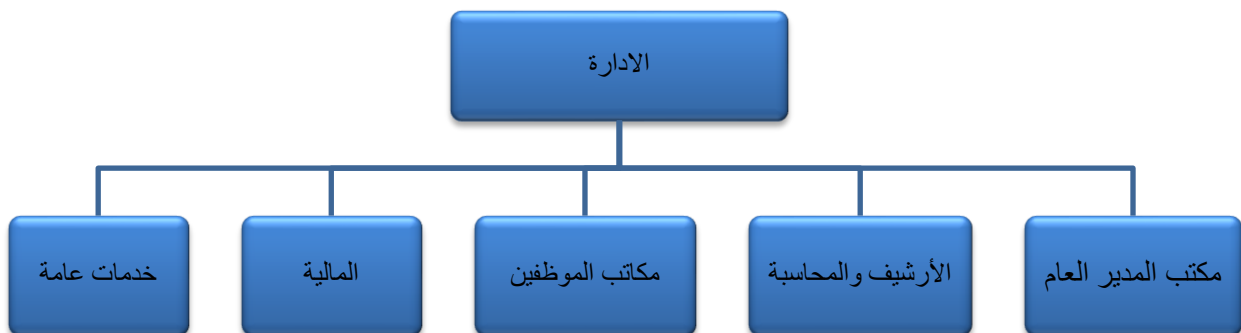 الادارة
مكتب المدير العام
الأرشيف والمحاسبة
مكاتب الموظفين
المالية
خدمات عامة